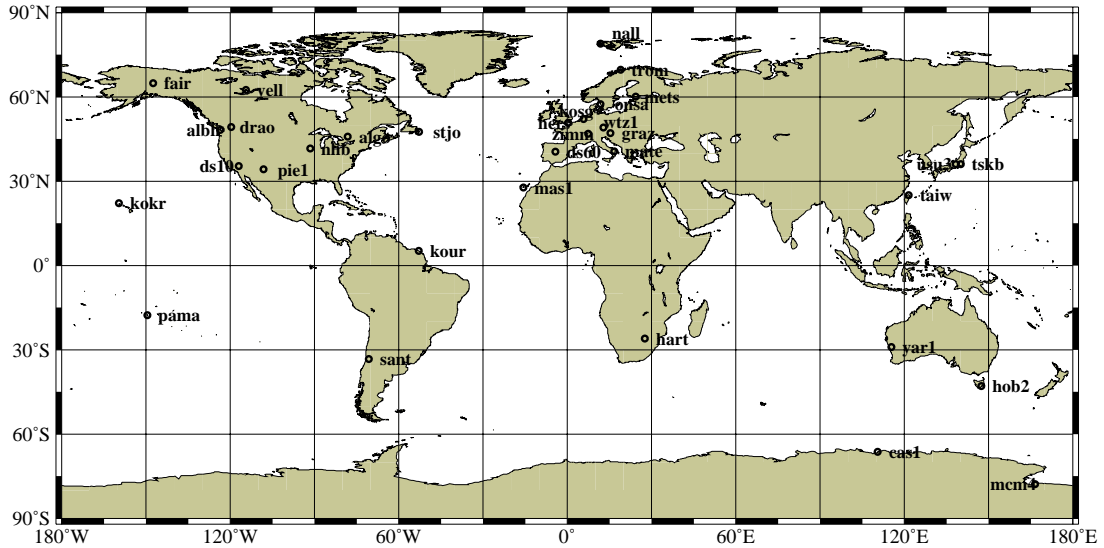 90˚N
nall
trom
fair
yell
60˚N
mets
kosg
onsa
albh
drao
algo
stjo
wtz1
graz
nlib
ds60
mate
ds10
pie1
usu3
tskb
30˚N
mas1
taiw
kokr
kour
0˚
pama
hart
yar1
30˚S
sant
hob2
60˚S
cas1
mcm4
90˚S
180˚W
120˚W
60˚W
0˚
60˚E
120˚E
180˚E